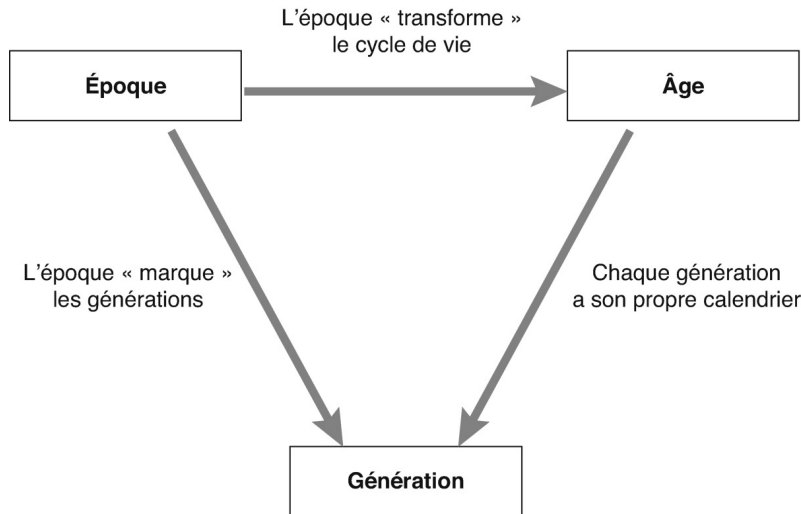 L'époque « transforme »
le cycle de vie
Époque
Âge
L'époque « marque »
les générations
Chaque génération
a son propre calendrier
Génération